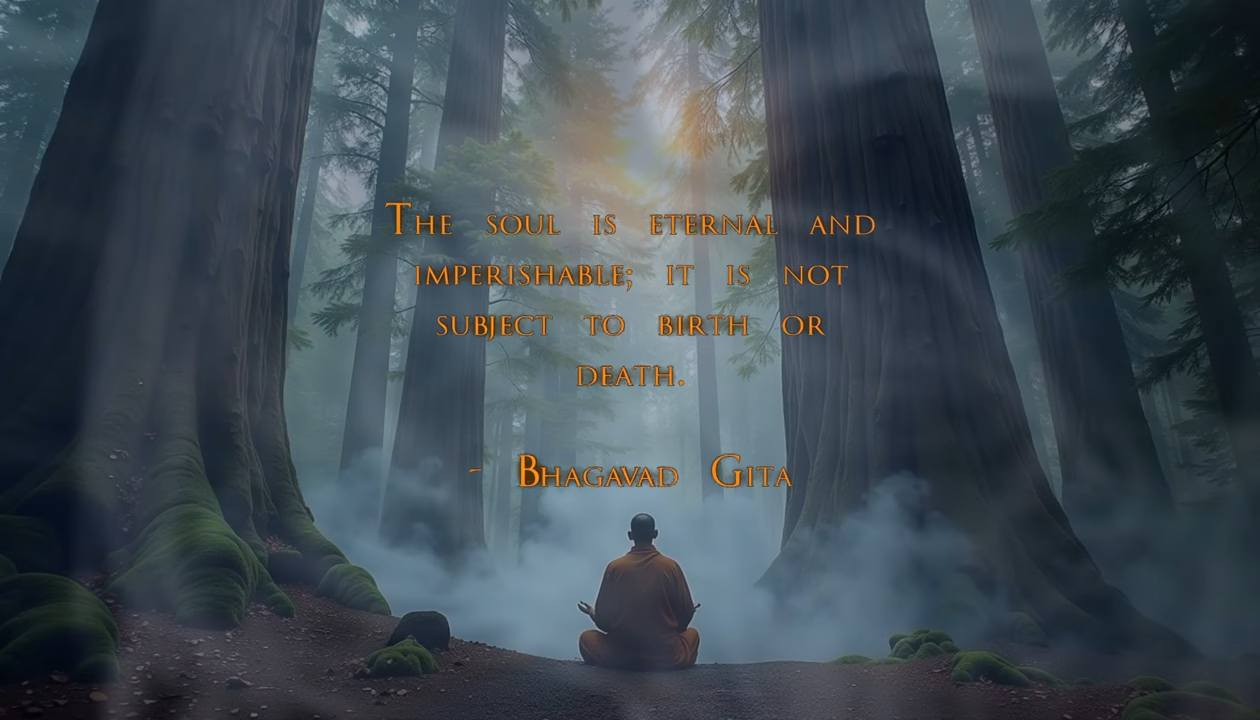 The soul is eternal and
imperishable; it is not
subject to birth or
death.
- Bhagavad Gita